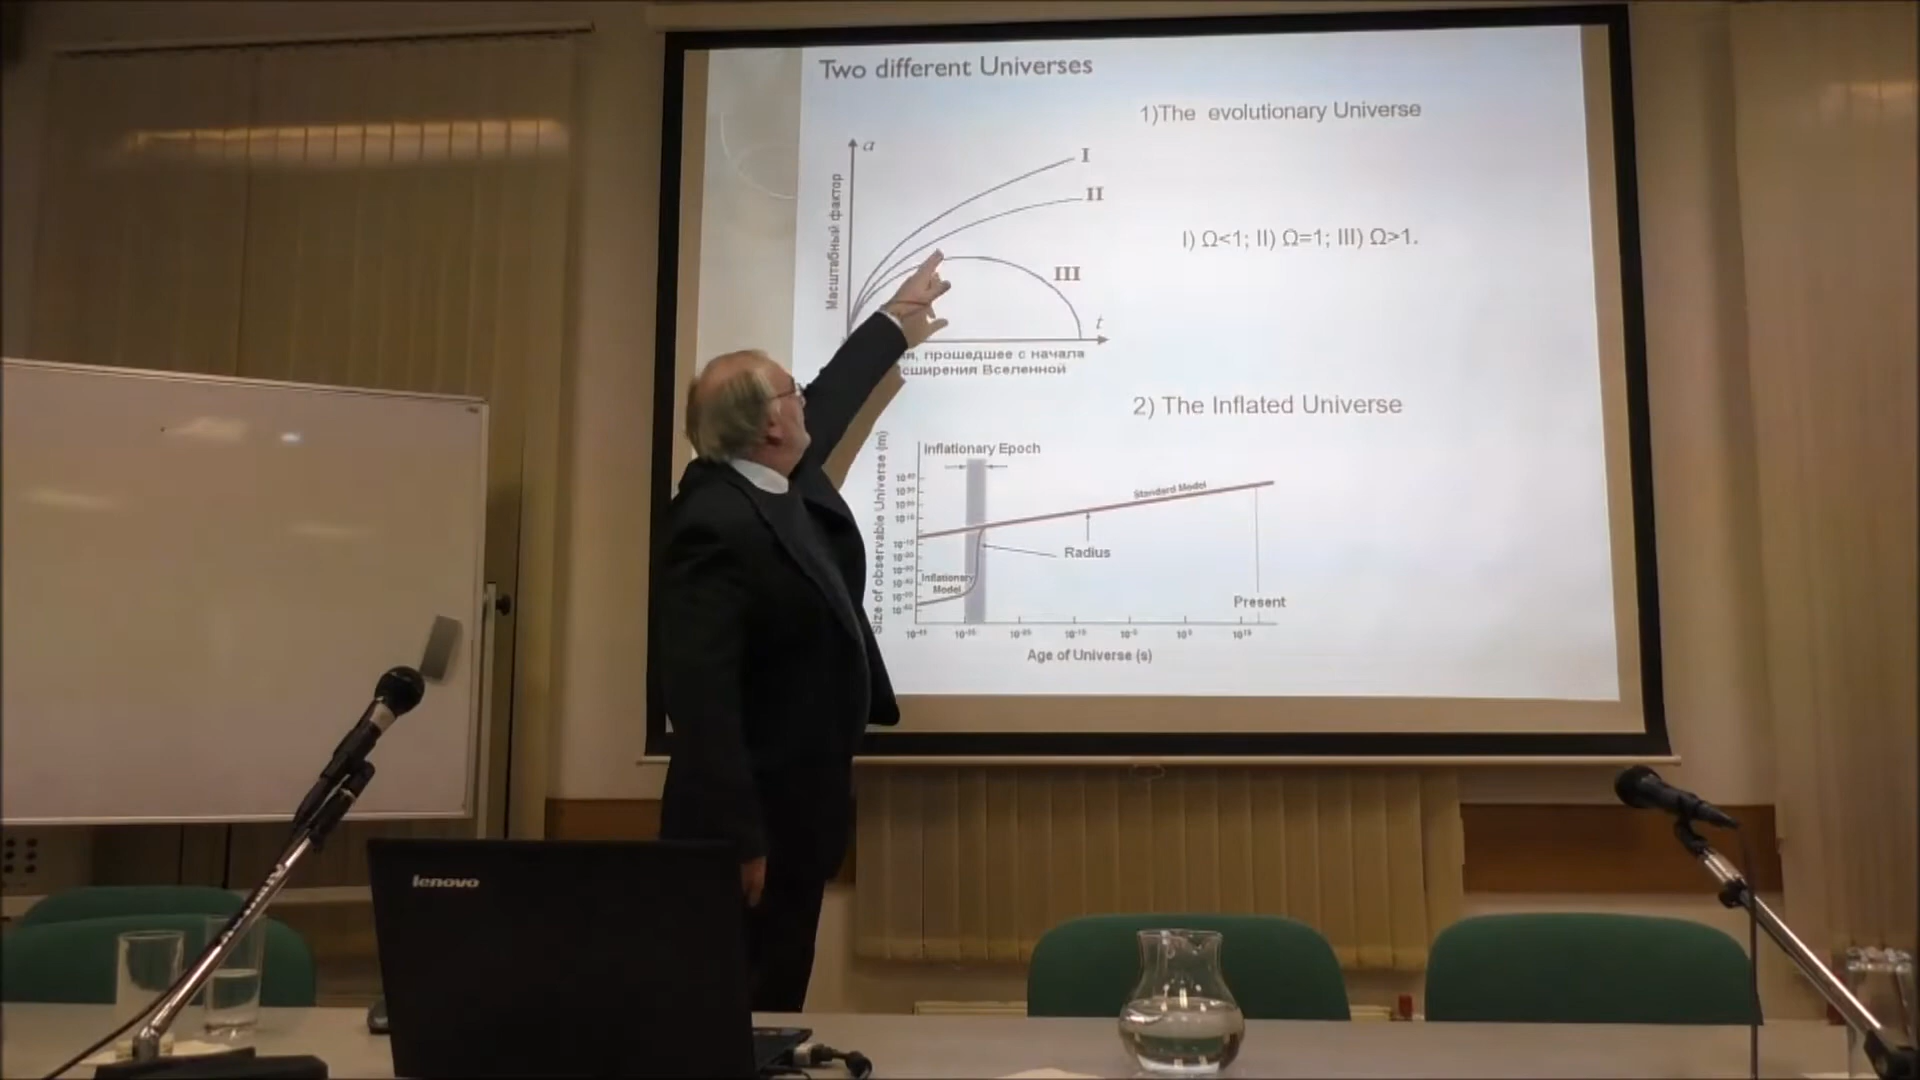 Two different Universes
1)The evolutionary Universe
a
I
II
III
t
Масштабный фактор
I) Ω<1; II) Ω=1; III) Ω>1.
прошедшее с начала
Вселенной
2) The Inflated Universe
Inflationary Epoch
Size of observable Universe (m)
Standard Model
Radius
Inflationary
Model
Present
Age of Universe (s)
lenovo